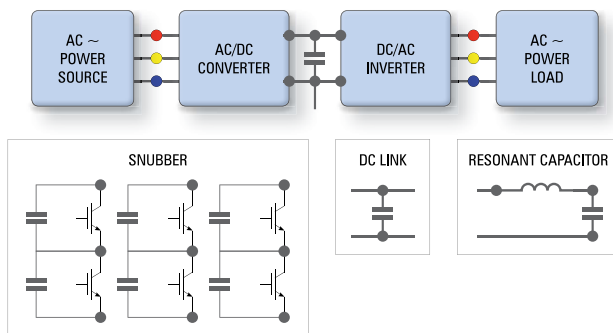 AC ~
POWER
SOURCE
AC/DC
CONVERTER
DC/AC
INVERTER
AC ~
POWER
LOAD
SNUBBER
DC LINK
RESONANT CAPACITOR